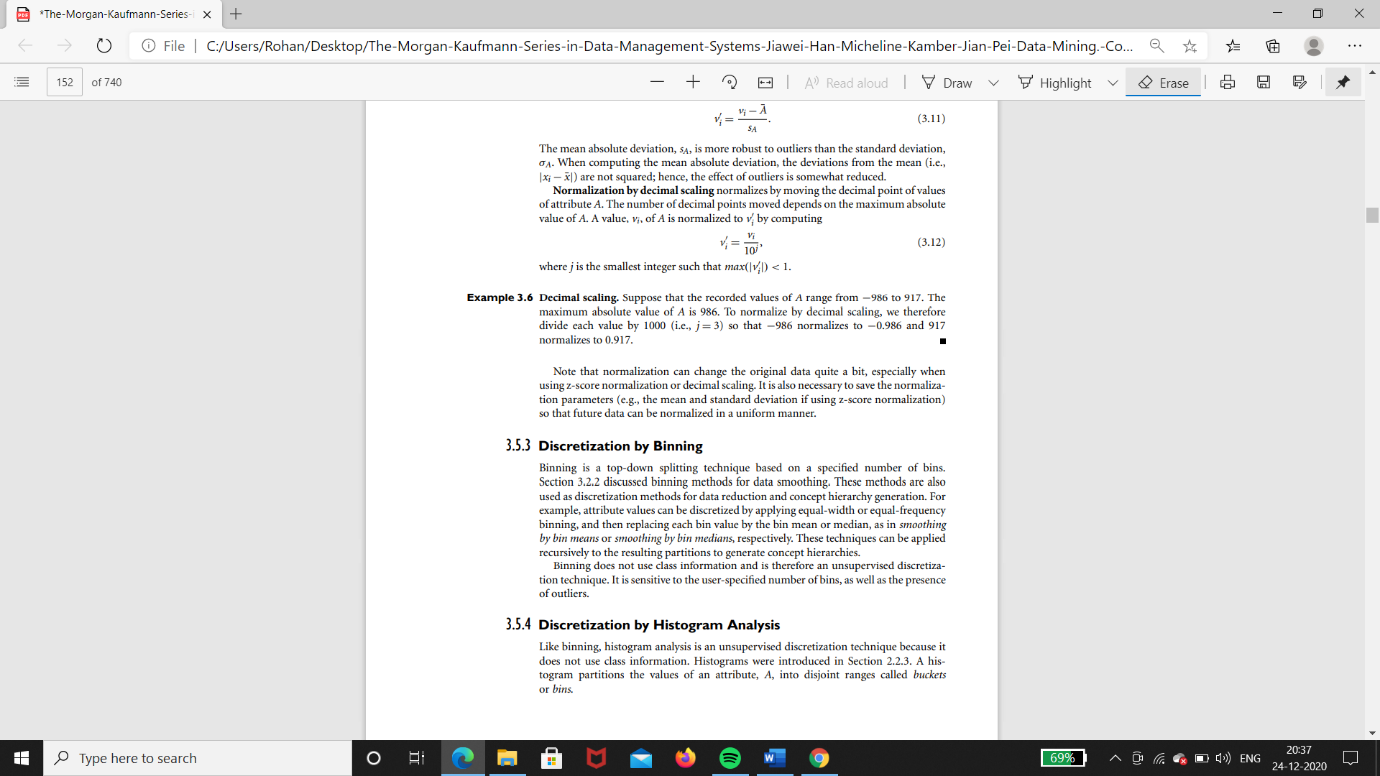 *The-Morgan-Kaufmann-Series-
File | C:/Users/Rohan/Desktop/The-Morgan-Kaufmann-Series-in-Data-Management-Systems-Jiawei-Han-Micheline-Kamber-Jian-Pei-Data-Mining.-Co...
152 of 740 Read aloud Draw Highlight Erase
v′ᵢ = (vᵢ − Ā) / s_A. (3.11)
The mean absolute deviation, s_A, is more robust to outliers than the standard deviation,
σ_A. When computing the mean absolute deviation, the deviations from the mean (i.e.,
|xᵢ − x̄|) are not squared; hence, the effect of outliers is somewhat reduced.
Normalization by decimal scaling normalizes by moving the decimal point of values
of attribute A. The number of decimal points moved depends on the maximum absolute
value of A. A value, vᵢ, of A is normalized to v′ᵢ by computing
v′ᵢ = vᵢ / 10ʲ, (3.12)
where j is the smallest integer such that max(|v′ᵢ|) < 1.
Example 3.6 Decimal scaling. Suppose that the recorded values of A range from −986 to 917. The
maximum absolute value of A is 986. To normalize by decimal scaling, we therefore
divide each value by 1000 (i.e., j = 3) so that −986 normalizes to −0.986 and 917
normalizes to 0.917.
Note that normalization can change the original data quite a bit, especially when
using z-score normalization or decimal scaling. It is also necessary to save the normaliza-
tion parameters (e.g., the mean and standard deviation if using z-score normalization)
so that future data can be normalized in a uniform manner.
3.5.3 Discretization by Binning
Binning is a top-down splitting technique based on a specified number of bins.
Section 3.2.2 discussed binning methods for data smoothing. These methods are also
used as discretization methods for data reduction and concept hierarchy generation. For
example, attribute values can be discretized by applying equal-width or equal-frequency
binning, and then replacing each bin value by the bin mean or median, as in smoothing
by bin means or smoothing by bin medians, respectively. These techniques can be applied
recursively to the resulting partitions to generate concept hierarchies.
Binning does not use class information and is therefore an unsupervised discretiza-
tion technique. It is sensitive to the user-specified number of bins, as well as the presence
of outliers.
3.5.4 Discretization by Histogram Analysis
Like binning, histogram analysis is an unsupervised discretization technique because it
does not use class information. Histograms were introduced in Section 2.2.3. A his-
togram partitions the values of an attribute, A, into disjoint ranges called buckets
or bins.
Type here to search
69%
ENG
20:37
24-12-2020